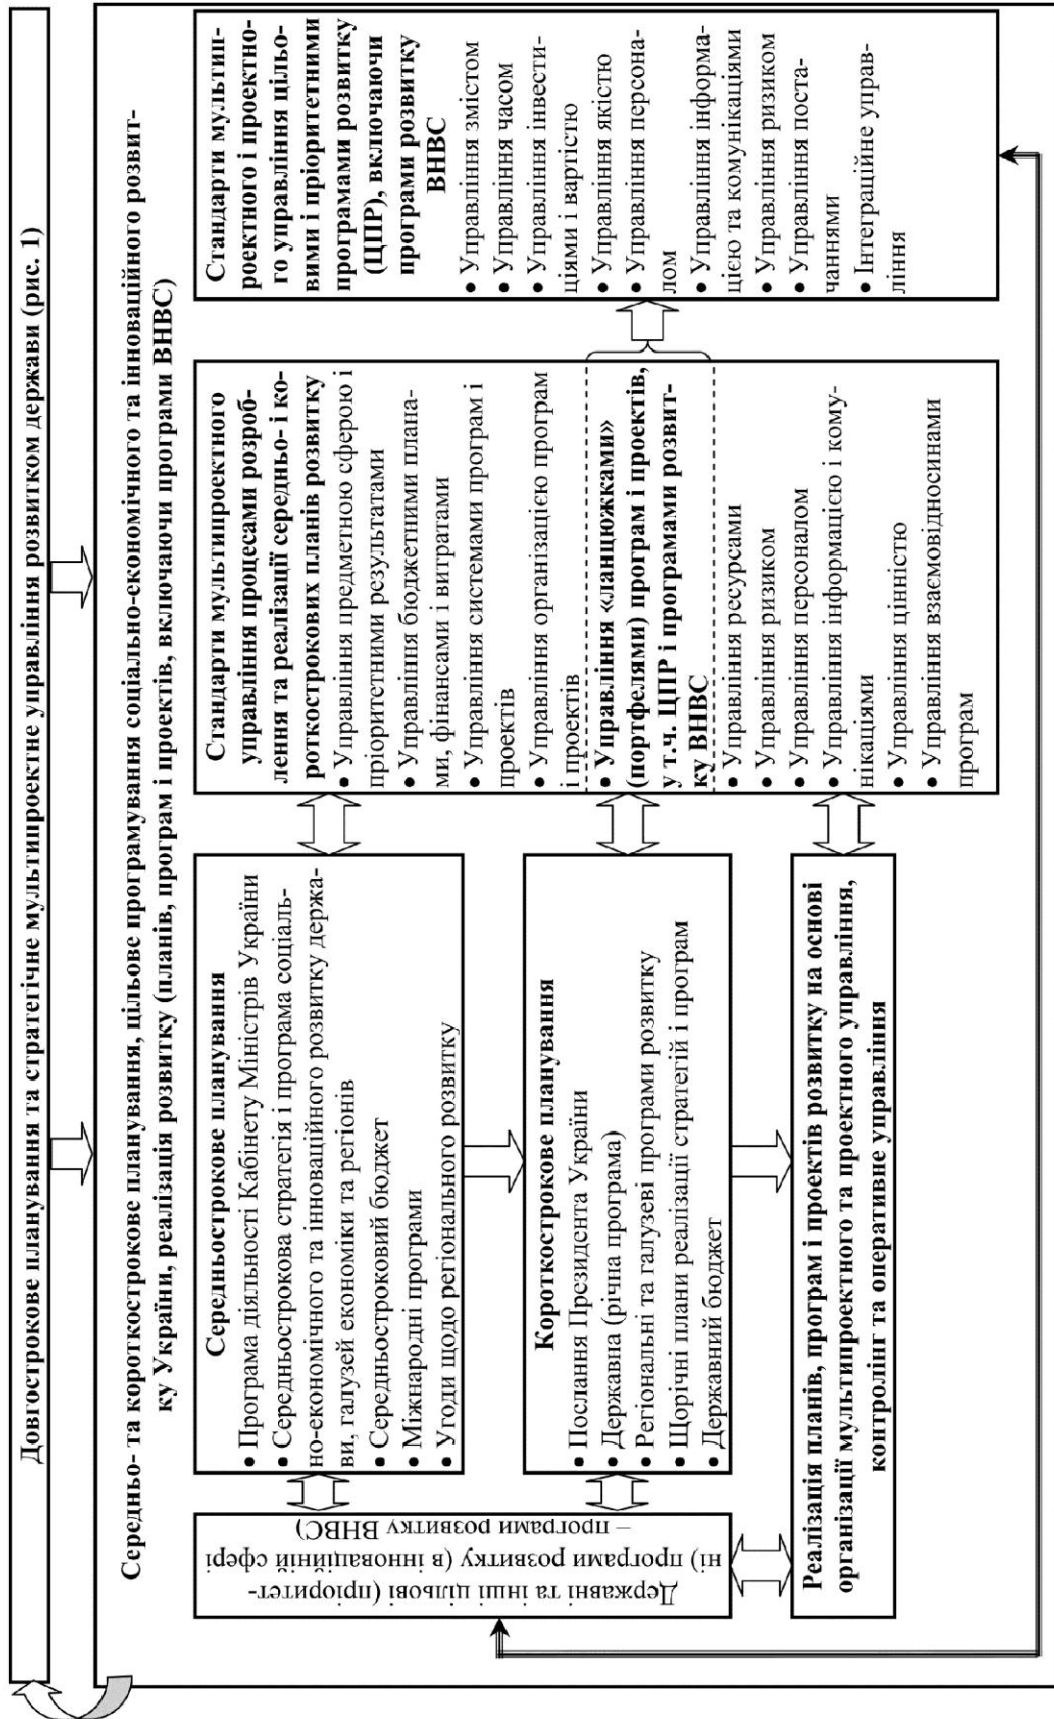 Довгострокове планування та стратегічне мультипроектне управління розвитком держави (рис. 1)
Середньо- та короткострокове планування, цільове програмування соціально-економічного та інноваційного розвит-
ку України, реалізація розвитку (планів, програм і проектів, включаючи програми ВНВС)
Державні та інші цільові (пріоритет-
ні) програми розвитку (в інноваційній сфері
– програми розвитку ВНВС)
Середньострокове планування
• Програма діяльності Кабінету Міністрів України
• Середньострокова стратегія і програма соціаль-
но-економічного та інноваційного розвитку держа-
ви, галузей економіки та регіонів
• Середньостроковий бюджет
• Міжнародні програми
• Угоди щодо регіонального розвитку
Короткострокове планування
• Послання Президента України
• Державна (річна програма)
• Регіональні та галузеві програми розвитку
• Щорічні плани реалізації стратегій і програм
• Державний бюджет
Реалізація планів, програм і проектів розвитку на основі
організації мультипроектного та проектного управління,
контролінг та оперативне управління
Стандарти мультипроектного
управління процесами розроб-
лення та реалізації середньо- і ко-
роткострокових планів розвитку
• Управління предметною сферою і
пріоритетними результатами
• Управління бюджетними плана-
ми, фінансами і витратами
• Управління системами програм і
проектів
• Управління організацією програм
і проектів
• Управління «ланцюжками»
(портфелями) програм і проектів,
у т.ч. ЦПР і програмами розвит-
ку ВНВС
• Управління ресурсами
• Управління ризиком
• Управління персоналом
• Управління інформацією і кому-
нікаціями
• Управління цінністю
• Управління взаємовідносинами
програм
Стандарти мультип-
роектного і проектно-
го управління цільо-
вими і пріоритетними
програмами розвитку
(ЦПР), включаючи
програми розвитку
ВНВС
• Управління змістом
• Управління часом
• Управління інвести-
ціями і вартістю
• Управління якістю
• Управління персона-
лом
• Управління інформа-
цією та комунікаціями
• Управління ризиком
• Управління поста-
чаннями
• Інтеграційне управ-
ління